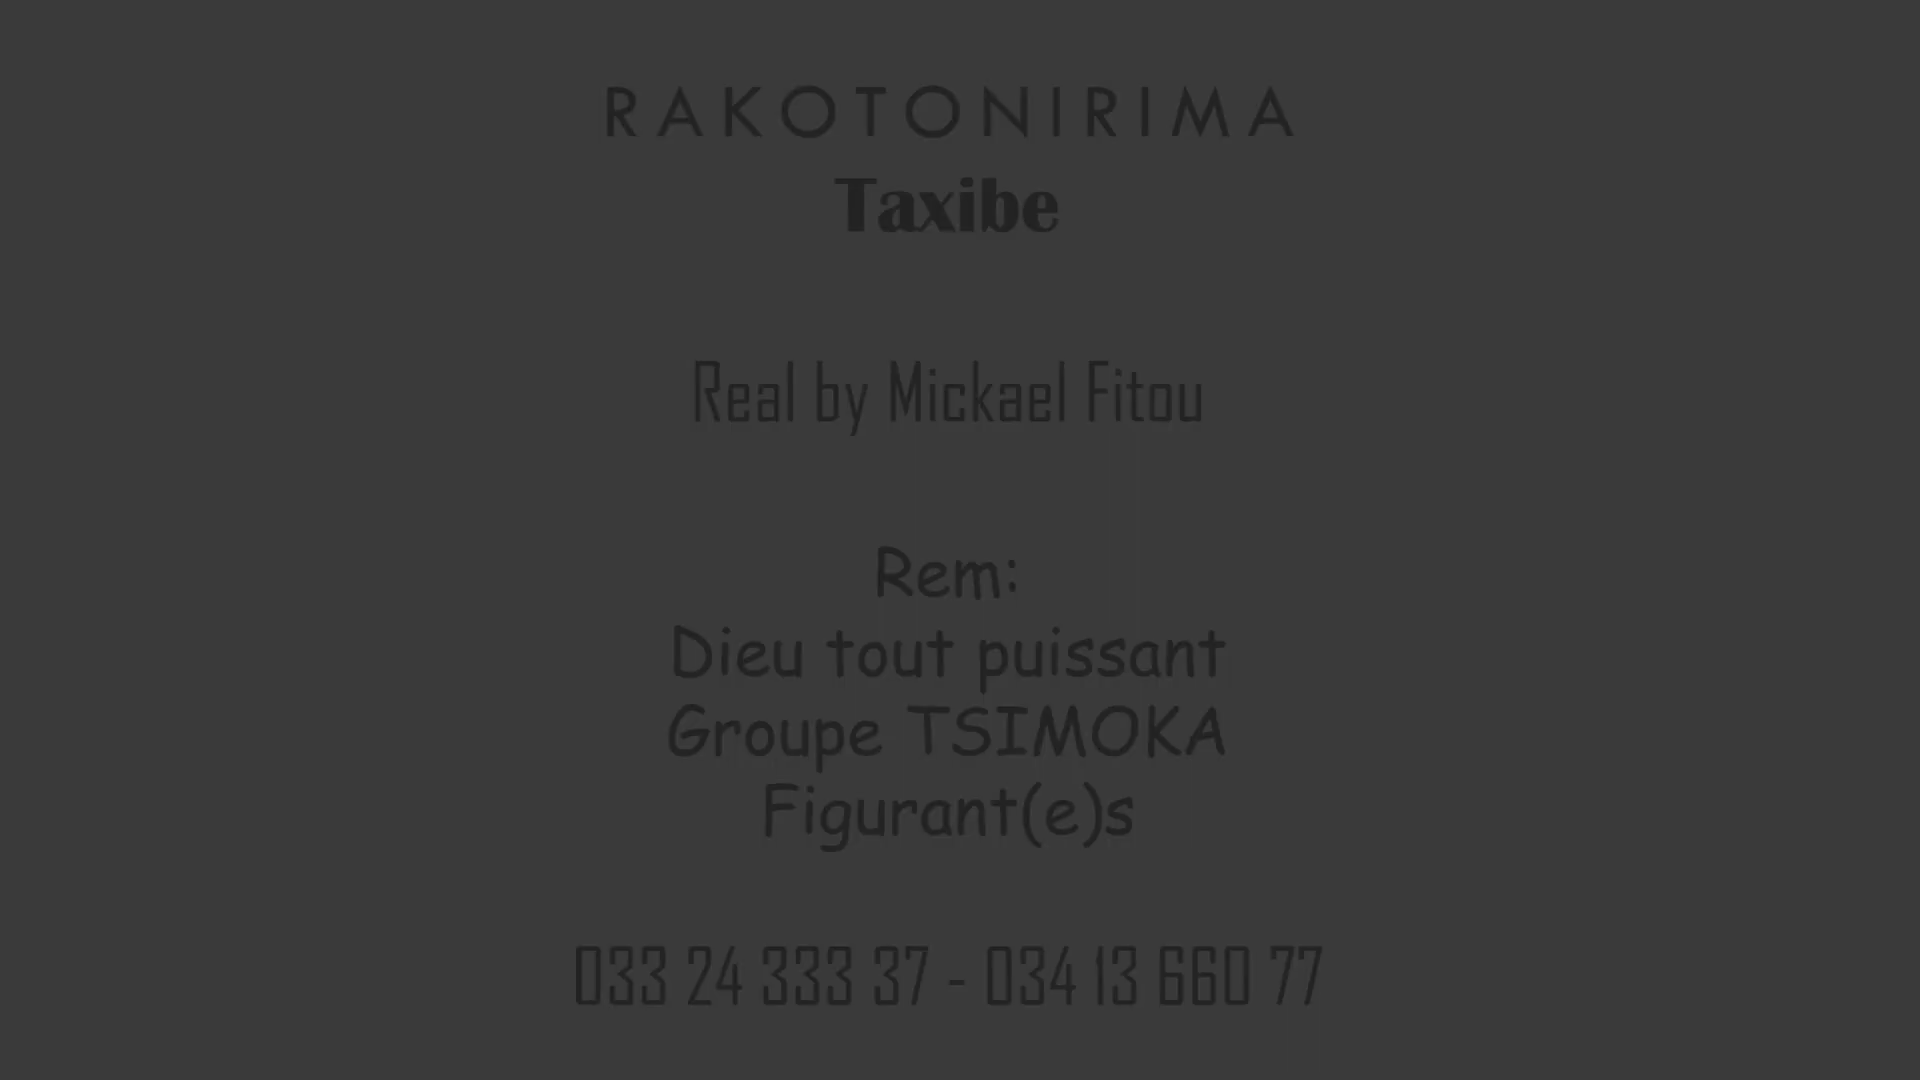 RAKOTONIRIMA
Taxibe
Real by Mickael Fitou
Rem:
Dieu tout puissant
Groupe TSIMOKA
Figurant(e)s
033 24 333 37 - 034 13 660 77